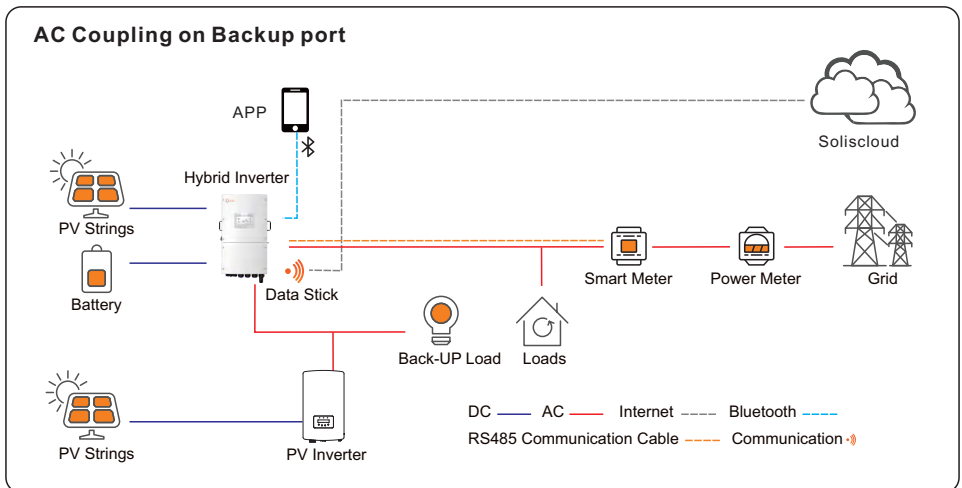 AC Coupling on Backup port
APP
Soliscloud
Hybrid Inverter
PV Strings
Smart Meter
Power Meter
Grid
Battery
Data Stick
Back-UP Load
Loads
DC
AC
Internet
Bluetooth
RS485 Communication Cable
Communication
PV Strings
PV Inverter